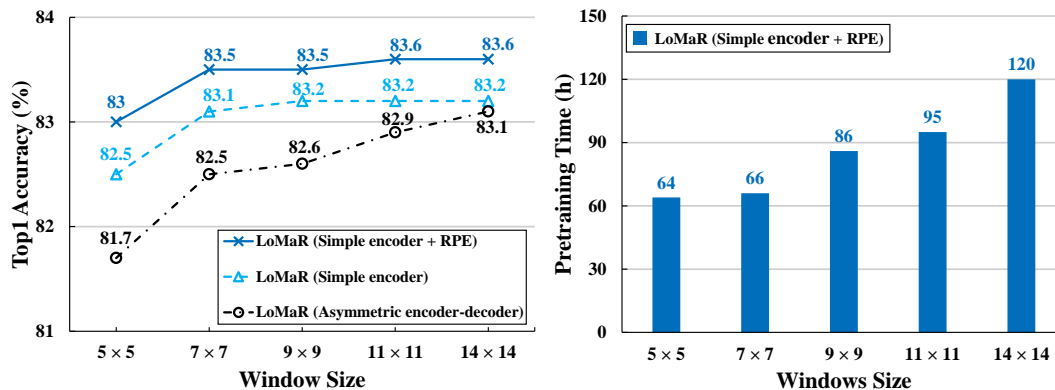 84
83
82
81
Top1 Accuracy (%)
83
83.5
83.5
83.6
83.6
82.5
83.1
83.2
83.2
83.2
81.7
82.5
82.6
82.9
83.1
LoMaR (Simple encoder + RPE)
LoMaR (Simple encoder)
LoMaR (Asymmetric encoder-decoder)
5 × 5
7 × 7
9 × 9
11 × 11
14 × 14
Window Size
150
120
90
60
30
0
Pretraining Time (h)
LoMaR (Simple encoder + RPE)
64
66
86
95
120
5 × 5
7 × 7
9 × 9
11 × 11
14 × 14
Windows Size